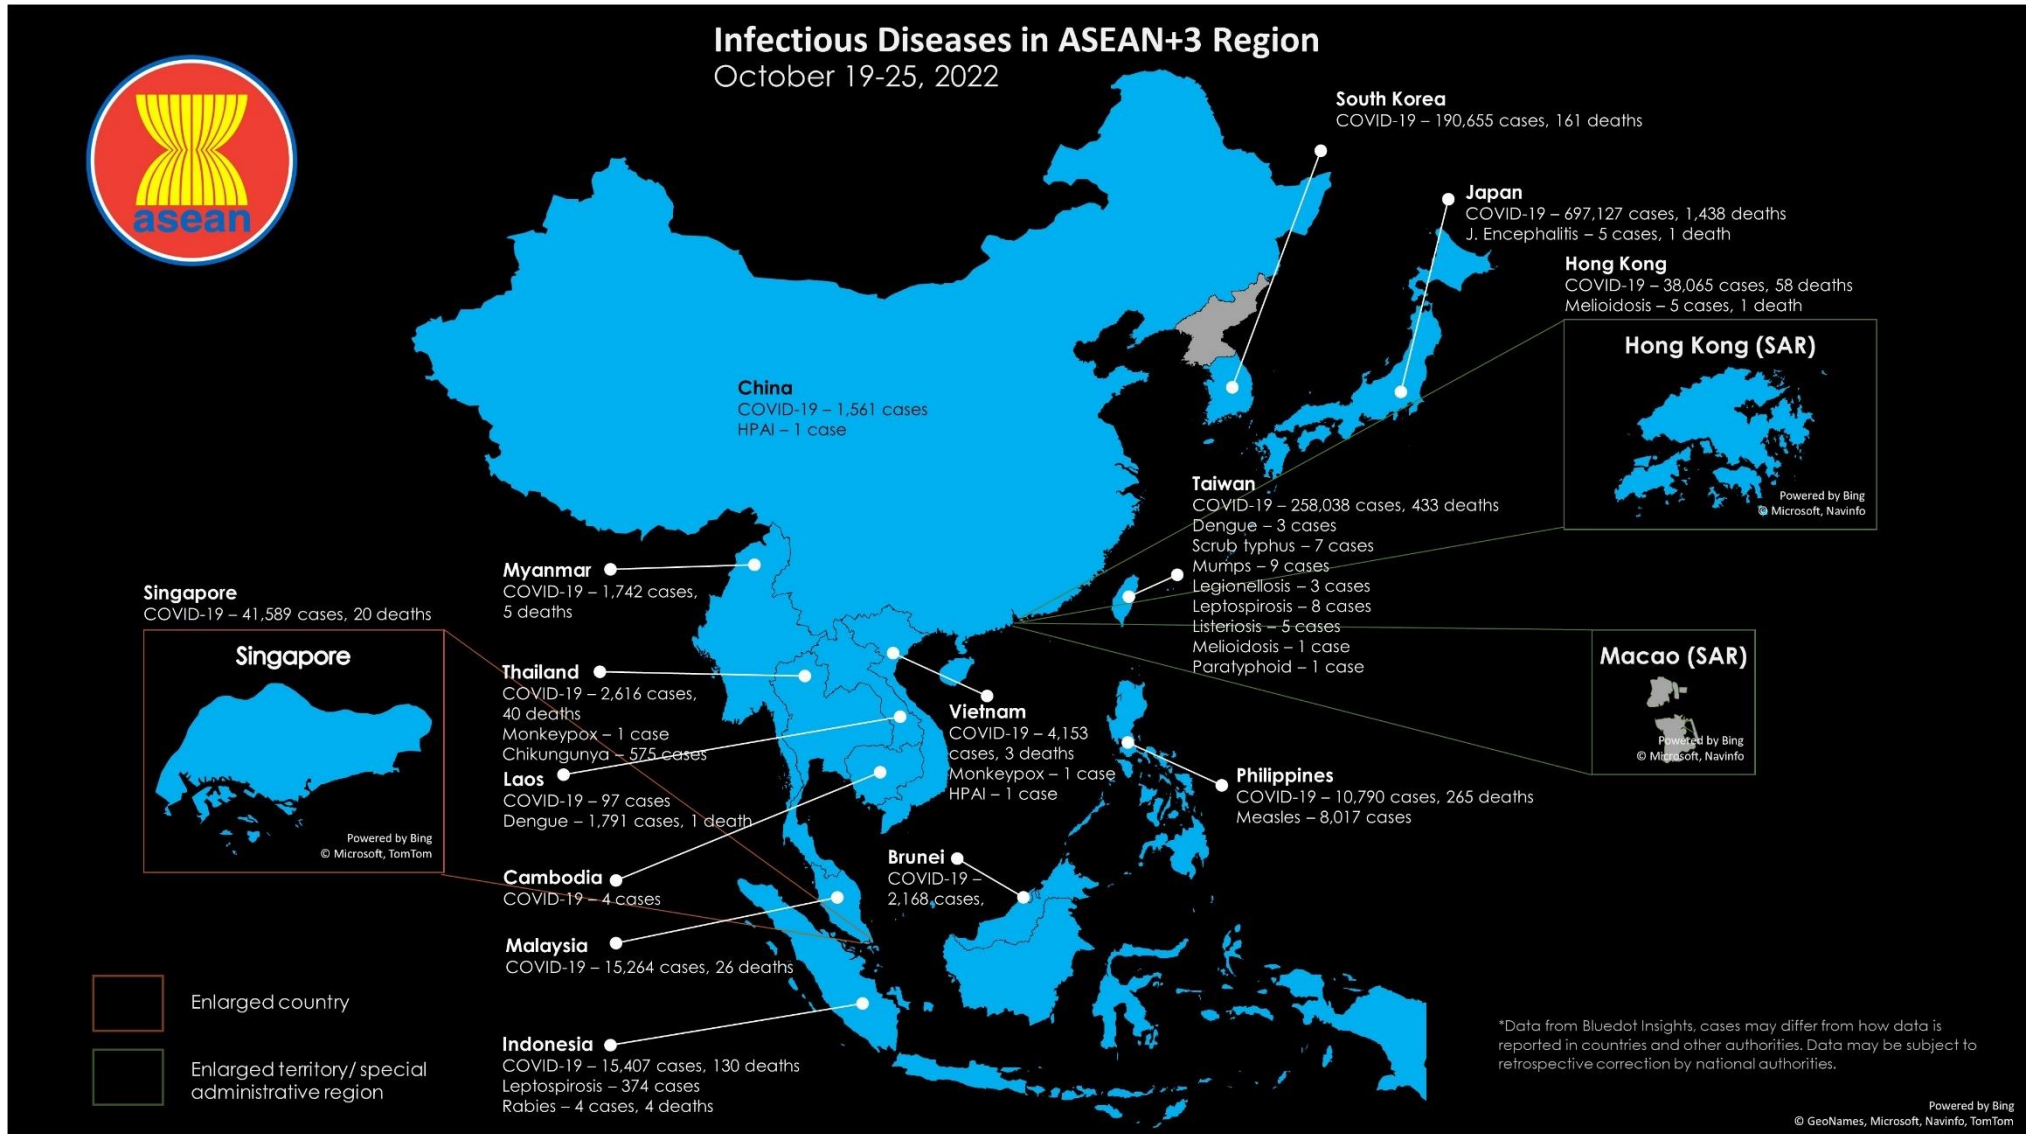 Infectious Diseases in ASEAN+3 Region
October 19-25, 2022
asean
South Korea
COVID-19 – 190,655 cases, 161 deaths
Japan
COVID-19 – 697,127 cases, 1,438 deaths
J. Encephalitis – 5 cases, 1 death
Hong Kong
COVID-19 – 38,065 cases, 58 deaths
Melioidosis – 5 cases, 1 death
Hong Kong (SAR)
Powered by Bing
© Microsoft, Navinfo
China
COVID-19 – 1,561 cases
HPAI – 1 case
Taiwan
COVID-19 – 258,038 cases, 433 deaths
Dengue – 3 cases
Scrub typhus – 7 cases
Mumps – 9 cases
Legionellosis – 3 cases
Leptospirosis – 8 cases
Listeriosis – 5 cases
Melioidosis – 1 case
Paratyphoid – 1 case
Myanmar
COVID-19 – 1,742 cases,
5 deaths
Singapore
COVID-19 – 41,589 cases, 20 deaths
Singapore
Powered by Bing
© Microsoft, TomTom
Macao (SAR)
Powered by Bing
© Microsoft, Navinfo
Thailand
COVID-19 – 2,616 cases,
40 deaths
Monkeypox – 1 case
Chikungunya – 575 cases
Vietnam
COVID-19 – 4,153
cases, 3 deaths
Monkeypox – 1 case
HPAI – 1 case
Laos
COVID-19 – 97 cases
Dengue – 1,791 cases, 1 death
Philippines
COVID-19 – 10,790 cases, 265 deaths
Measles – 8,017 cases
Brunei
COVID-19 –
2,168 cases,
Cambodia
COVID-19 – 4 cases
Malaysia
COVID-19 – 15,264 cases, 26 deaths
Indonesia
COVID-19 – 15,407 cases, 130 deaths
Leptospirosis – 374 cases
Rabies – 4 cases, 4 deaths
Enlarged country
Enlarged territory/ special
administrative region
*Data from Bluedot Insights, cases may differ from how data is
reported in countries and other authorities. Data may be subject to
retrospective correction by national authorities.
Powered by Bing
© GeoNames, Microsoft, Navinfo, TomTom